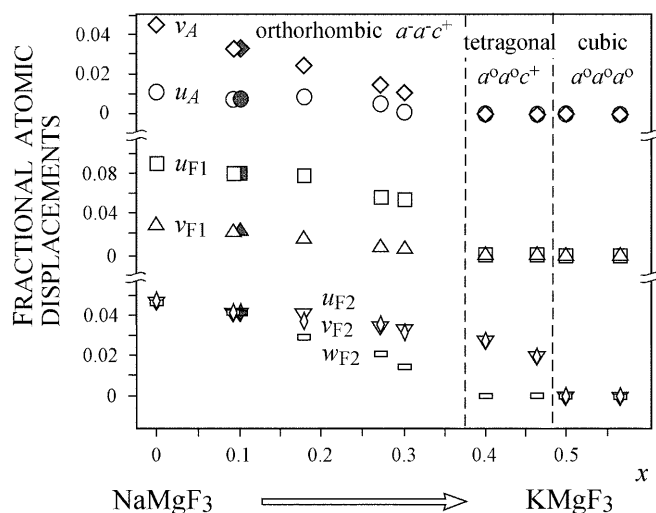 FRACTIONAL ATOMIC
DISPLACEMENTS
0.04
0.02
0
0.08
0.04
0
0.04
0.02
0
v_A
u_A
u_F1
v_F1
u_F2
v_F2
w_F2
orthorhombic a⁻a⁻c⁺
tetragonal
a⁰a⁰c⁺
cubic
a⁰a⁰a⁰
0 0.1 0.2 0.3 0.4 0.5 x
NaMgF₃ KMgF₃